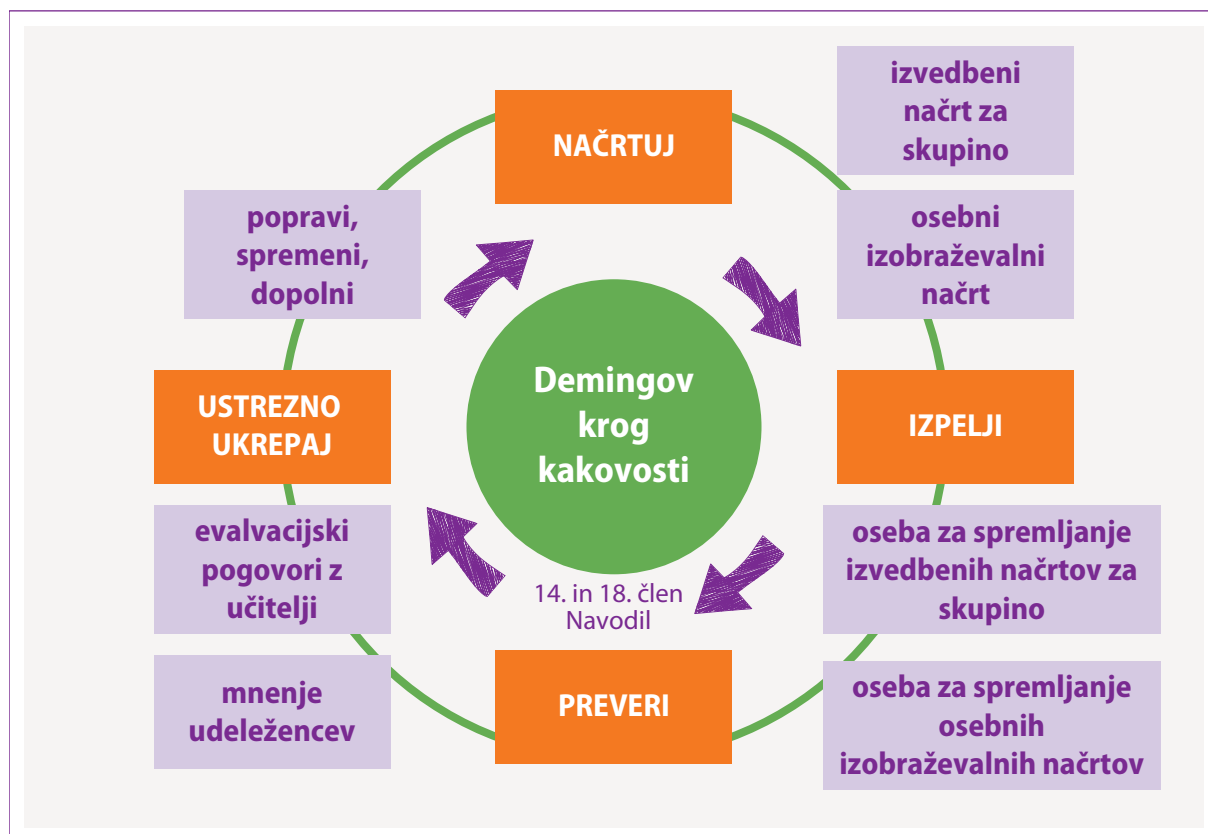 NAČRTUJ
izvedbeni
načrt za
skupino
osebni
izobraževalni
načrt
popravi,
spremeni,
dopolni
Demingov
krog
kakovosti
USTREZNO
UKREPAJ
IZPELJI
evalvacijski
pogovori z
učitelji
14. in 18. člen
Navodil
oseba za spremljanje
izvedbenih načrtov za
skupino
mnenje
udeležencev
PREVERI
oseba za spremljanje
osebnih
izobraževalnih načrtov